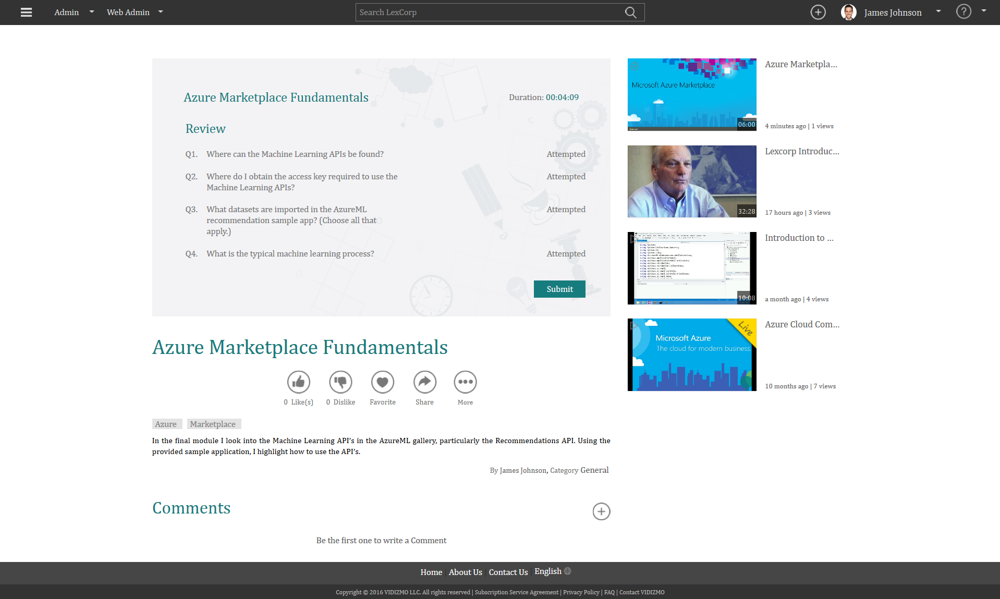 Admin
Web Admin
Search LexCorp
James Johnson
?
Azure Marketplace Fundamentals
Duration: 00:04:09
Review
Q1. Where can the Machine Learning APIs be found? Attempted
Q2. Where do I obtain the access key required to use the Attempted
Machine Learning APIs?
Q3. What datasets are imported in the AzureML Attempted
recommendation sample app? (Choose all that
apply.)
Q4. What is the typical machine learning process? Attempted
Submit
Microsoft Azure Marketplace
06:00
Azure Marketpla...
4 minutes ago | 1 views
32:28
Lexcorp Introduc...
17 hours ago | 3 views
10:08
Introduction to ...
a month ago | 4 views
Live
Microsoft Azure
The cloud for modern business.
Azure Cloud Com...
10 months ago | 7 views
Azure Marketplace Fundamentals
0 Like(s)
0 Dislike
Favorite
Share
More
Azure
Marketplace
In the final module I look into the Machine Learning API's in the AzureML gallery, particularly the Recommendations API. Using the
provided sample application, I highlight how to use the API's.
By James Johnson, Category General
Comments
Be the first one to write a Comment
Home | About Us | Contact Us | English
Copyright © 2016 VIDIZMO LLC. All rights reserved | Subscription Service Agreement | Privacy Policy | FAQ | Contact VIDIZMO